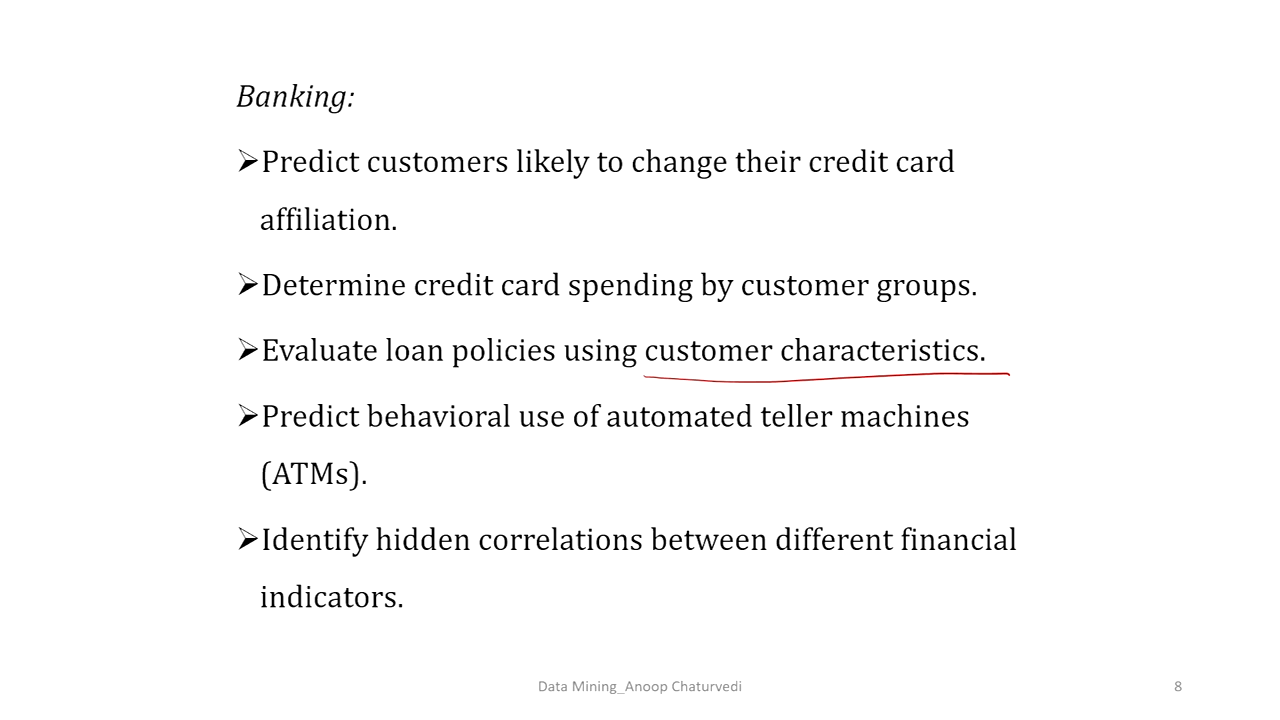 Banking:
➢Predict customers likely to change their credit card
affiliation.
➢Determine credit card spending by customer groups.
➢Evaluate loan policies using customer characteristics.
➢Predict behavioral use of automated teller machines
(ATMs).
➢Identify hidden correlations between different financial
indicators.
Data Mining_Anoop Chaturvedi
8